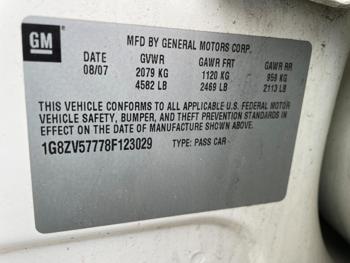 GM
MFD BY GENERAL MOTORS CORP.
DATE GVWR GAWR FRT GAWR RR
08/07 2079 KG 1120 KG 959 KG
4582 LB 2469 LB 2113 LB
THIS VEHICLE CONFORMS TO ALL APPLICABLE U.S. FEDERAL MOTOR
VEHICLE SAFETY, BUMPER, AND THEFT PREVENTION STANDARDS IN
EFFECT ON THE DATE OF MANUFACTURE SHOWN ABOVE.
1G8ZV57778F123029 TYPE: PASS CAR